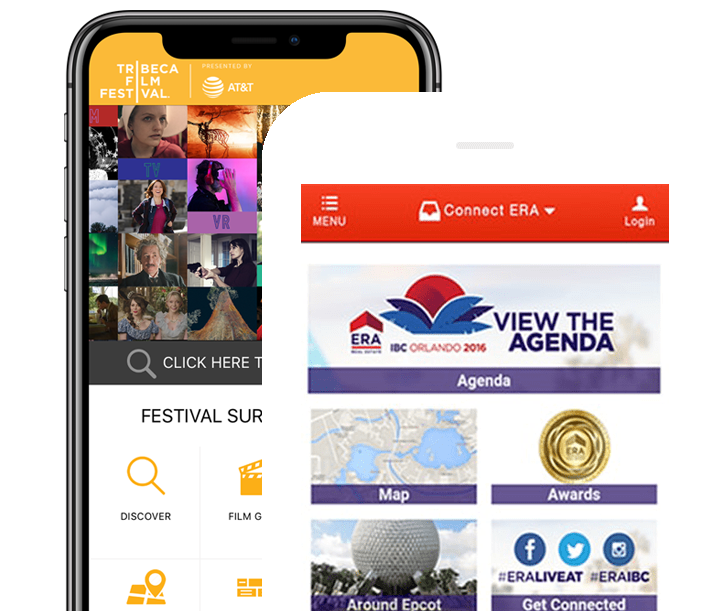 TRIBECA
FILM
FESTIVAL.
PRESENTED BY
AT&T
M
TV
VR
CLICK HERE T
FESTIVAL SUR
DISCOVER
FILM G
MENU
Connect ERA
Login
ERA
REAL ESTATE
IBC ORLANDO 2016
VIEW THE
AGENDA
Agenda
Map
ERA
Awards
Around Epcot
#ERALIVEAT #ERAIBC
Get Connected